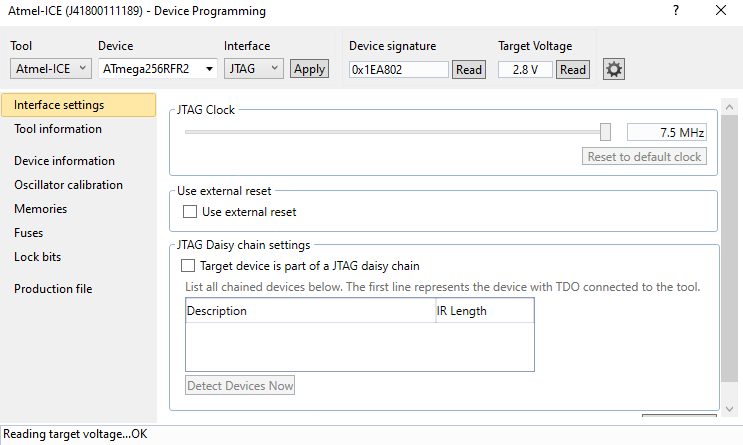 Atmel-ICE (J41800111189) - Device Programming
Tool Device Interface Device signature Target Voltage
Atmel-ICE ATmega256RFR2 JTAG Apply 0x1EA802 Read 2.8 V Read
Interface settings
Tool information
Device information
Oscillator calibration
Memories
Fuses
Lock bits
Production file
JTAG Clock
7.5 MHz
Reset to default clock
Use external reset
Use external reset
JTAG Daisy chain settings
Target device is part of a JTAG daisy chain
List all chained devices below. The first line represents the device with TDO connected to the tool.
Description IR Length
Detect Devices Now
Reading target voltage...OK